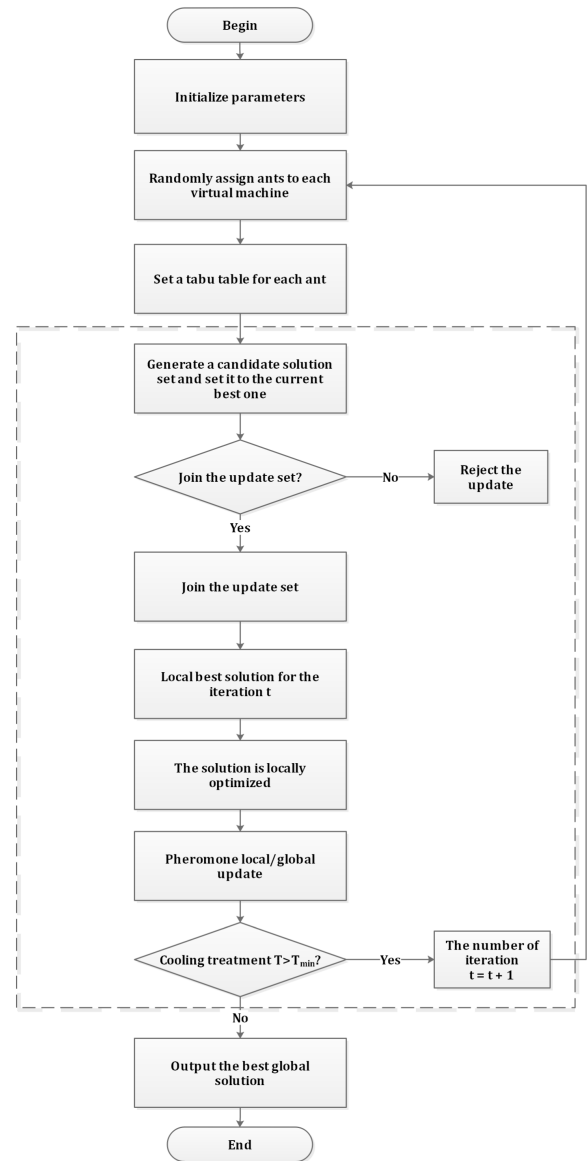 Begin
Initialize parameters
Randomly assign ants to each
virtual machine
Set a tabu table for each ant
Generate a candidate solution
set and set it to the current
best one
Join the update set?
No
Reject the
update
Yes
Join the update set
Local best solution for the
iteration t
The solution is locally
optimized
Pheromone local/global
update
Cooling treatment T>Tmin?
Yes
The number of
iteration
t = t + 1
No
Output the best global
solution
End